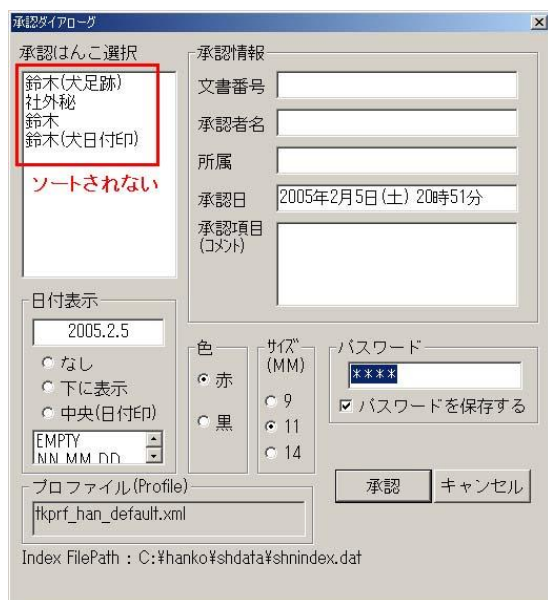 承認ダイアローグ
承認はんこ選択
鈴木(犬足跡)
社外秘
鈴木
鈴木(犬日付印)
ソートされない
承認情報
文書番号
承認者名
所属
承認日 2005年2月5日(土) 20時51分
承認項目
(コメント)
日付表示
2005.2.5
なし
下に表示
中央(日付印)
EMPTY
NN.MM.DD
色
赤
黒
サイズ
(MM)
9
11
14
パスワード
****
パスワードを保存する
承認 キャンセル
プロファイル(Profile)
tkprf_han_default.xml
Index FilePath : C:¥hanko¥shdata¥shnindex.dat